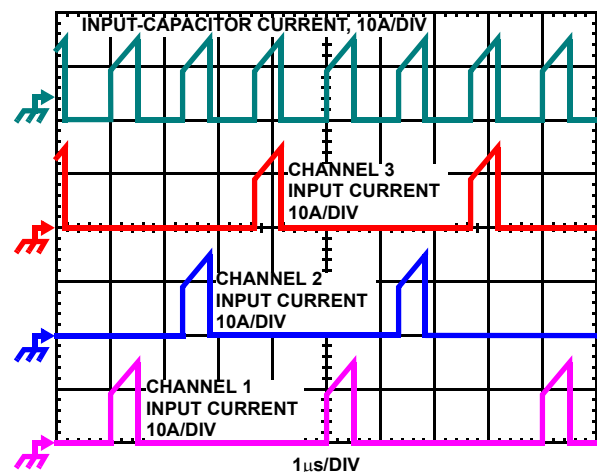 INPUT-CAPACITOR CURRENT, 10A/DIV
CHANNEL 3
INPUT CURRENT
10A/DIV
CHANNEL 2
INPUT CURRENT
10A/DIV
CHANNEL 1
INPUT CURRENT
10A/DIV
1μs/DIV